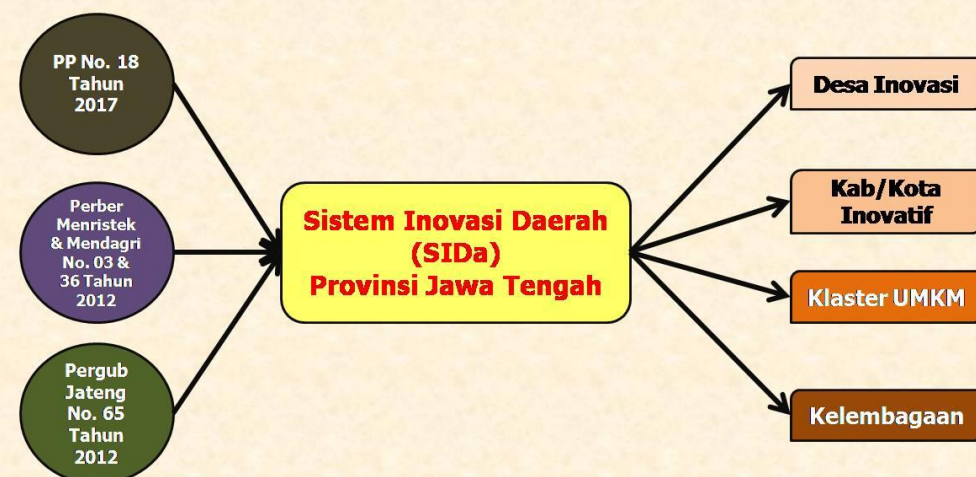 PP No. 18
Tahun
2017
Perber
Menristek
& Mendagri
No. 03 &
36 Tahun
2012
Pergub
Jateng
No. 65
Tahun
2012
Sistem Inovasi Daerah
(SIDa)
Provinsi Jawa Tengah
Desa Inovasi
Kab/Kota
Inovatif
Klaster UMKM
Kelembagaan